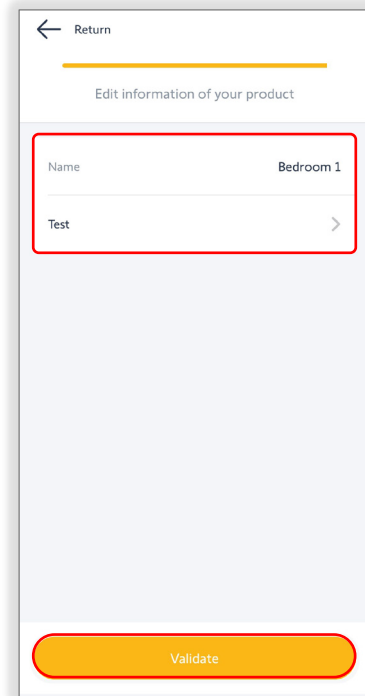 Return
Edit information of your product
Name Bedroom 1
Test
Validate